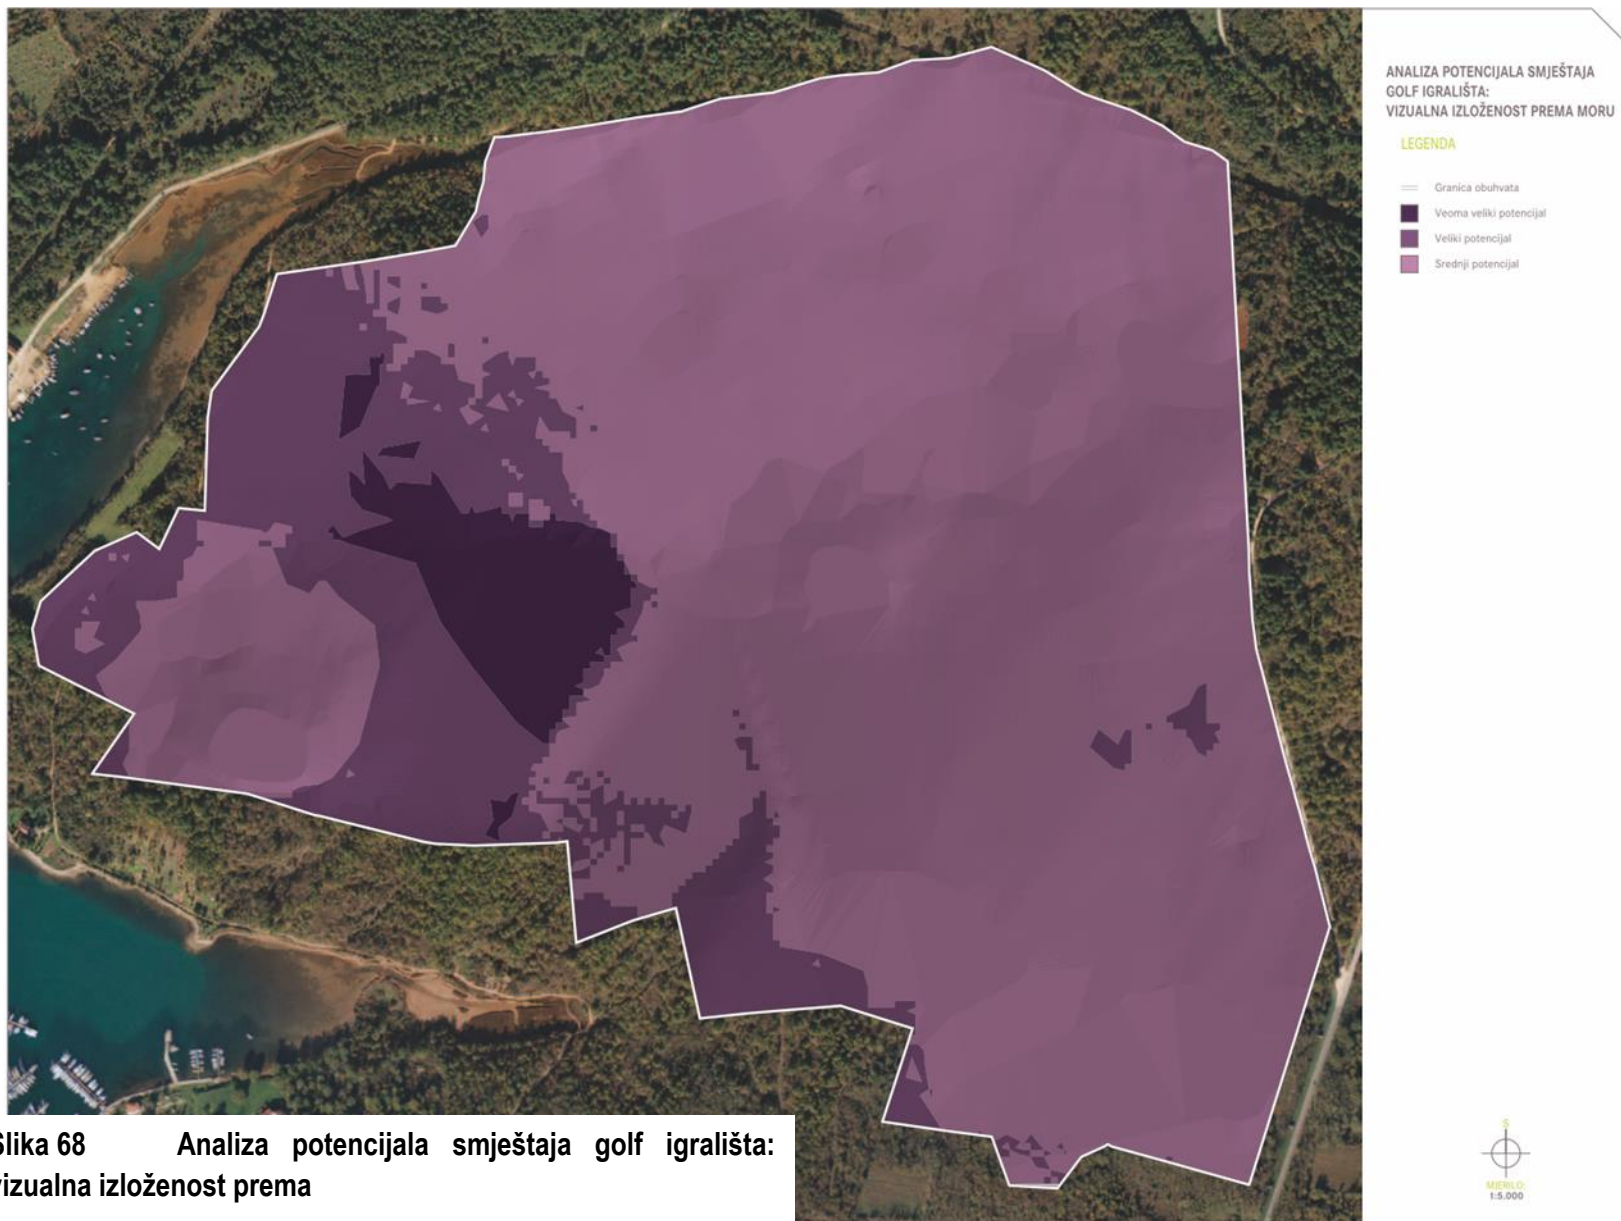 ANALIZA POTENCIJALA SMJEŠTAJA
GOLF IGRALIŠTA:
VIZUALNA IZLOŽENOST PREMA MORU
LEGENDA
Granica obuhvata
Veoma veliki potencijal
Veliki potencijal
Srednji potencijal
S
MJERILO:
1:5.000
Slika 68 Analiza potencijala smještaja golf igrališta:
vizualna izloženost prema